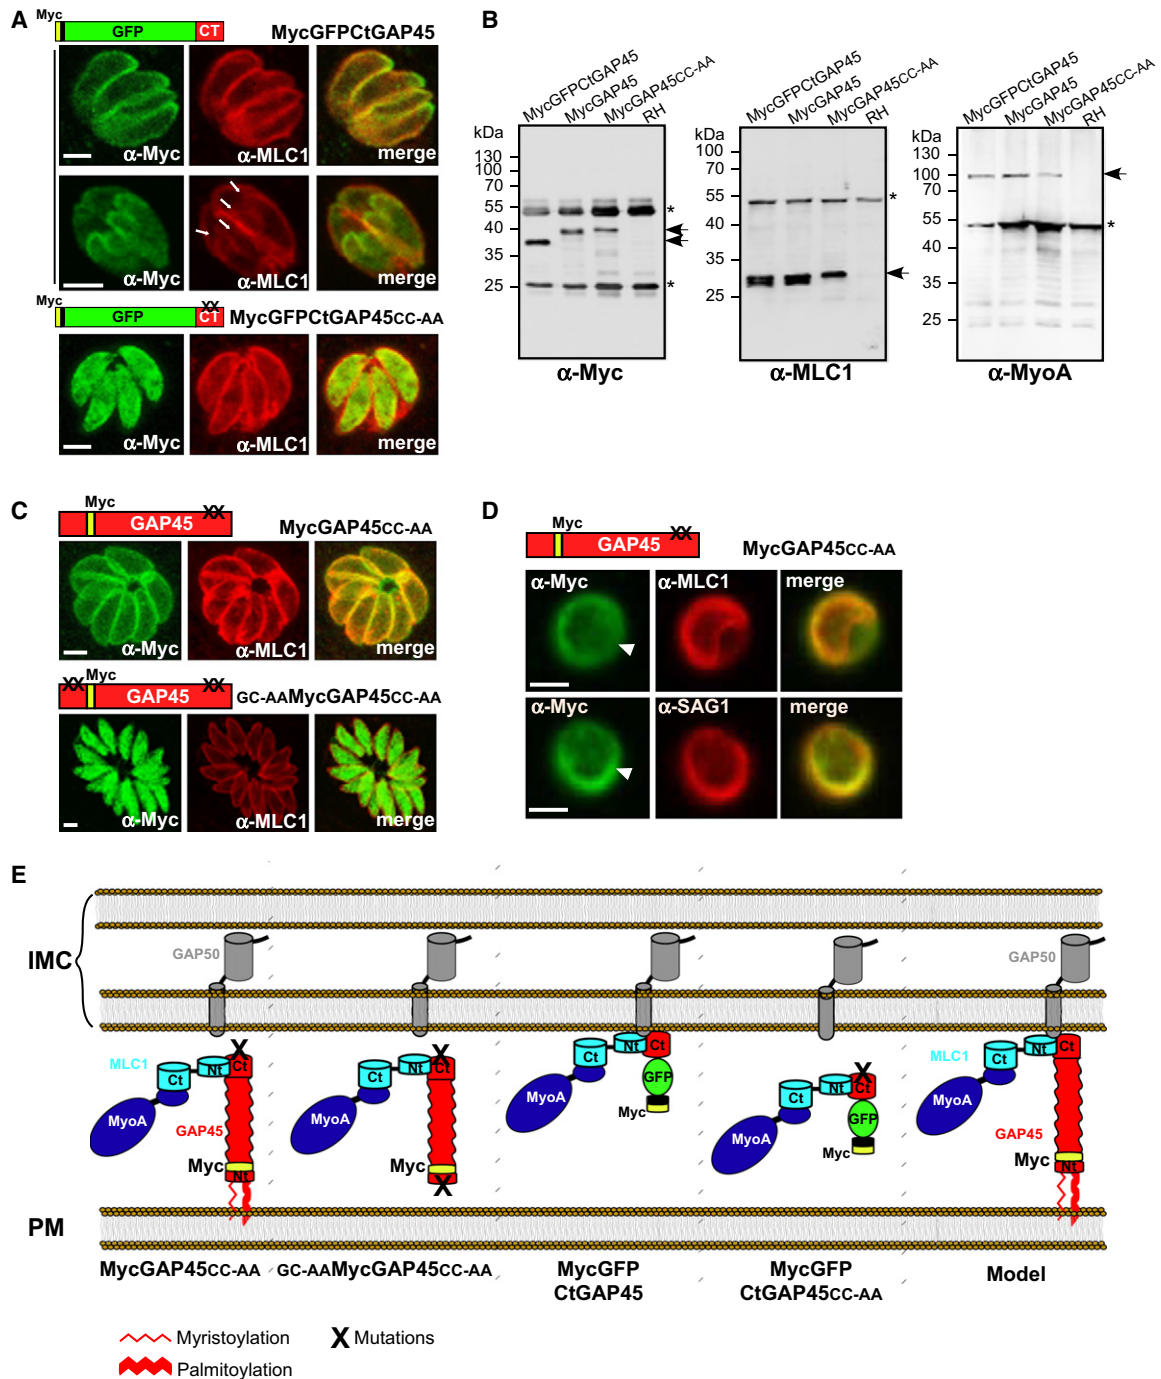 A
Myc
GFP
CT
MycGFPCtGAP45
α-Myc
α-MLC1
merge
α-Myc
α-MLC1
merge
Myc
GFP
CT
XX
MycGFPCtGAP45CC-AA
α-Myc
α-MLC1
merge
B
MycGFPCtGAP45
MycGAP45
MycGAP45CC-AA
RH
kDa
130
100
70
55
40
35
25
*
*
α-Myc
MycGFPCtGAP45
MycGAP45
MycGAP45CC-AA
RH
kDa
100
70
55
40
35
25
*
α-MLC1
MycGFPCtGAP45
MycGAP45
MycGAP45CC-AA
RH
kDa
130
100
70
55
40
35
25
*
α-MyoA
C
Myc
XX
GAP45
MycGAP45CC-AA
α-Myc
α-MLC1
merge
XX
Myc
XX
GAP45
GC-AAMycGAP45CC-AA
α-Myc
α-MLC1
merge
D
Myc
XX
GAP45
MycGAP45CC-AA
α-Myc
α-MLC1
merge
α-Myc
α-SAG1
merge
E
IMC
PM
GAP50
MLC1
Ct
Nt
X
Ct
MyoA
GAP45
Myc
Nt
MycGAP45CC-AA
Ct
Nt
X
Ct
MyoA
Myc
X
GC-AAMycGAP45CC-AA
Ct
Nt
Ct
MyoA
GFP
Myc
MycGFP
CtGAP45
Ct
Nt
X
Ct
MyoA
GFP
Myc
MycGFP
CtGAP45CC-AA
GAP50
MLC1
Ct
Nt
Ct
MyoA
GAP45
Myc
Nt
Model
Myristoylation
X Mutations
Palmitoylation